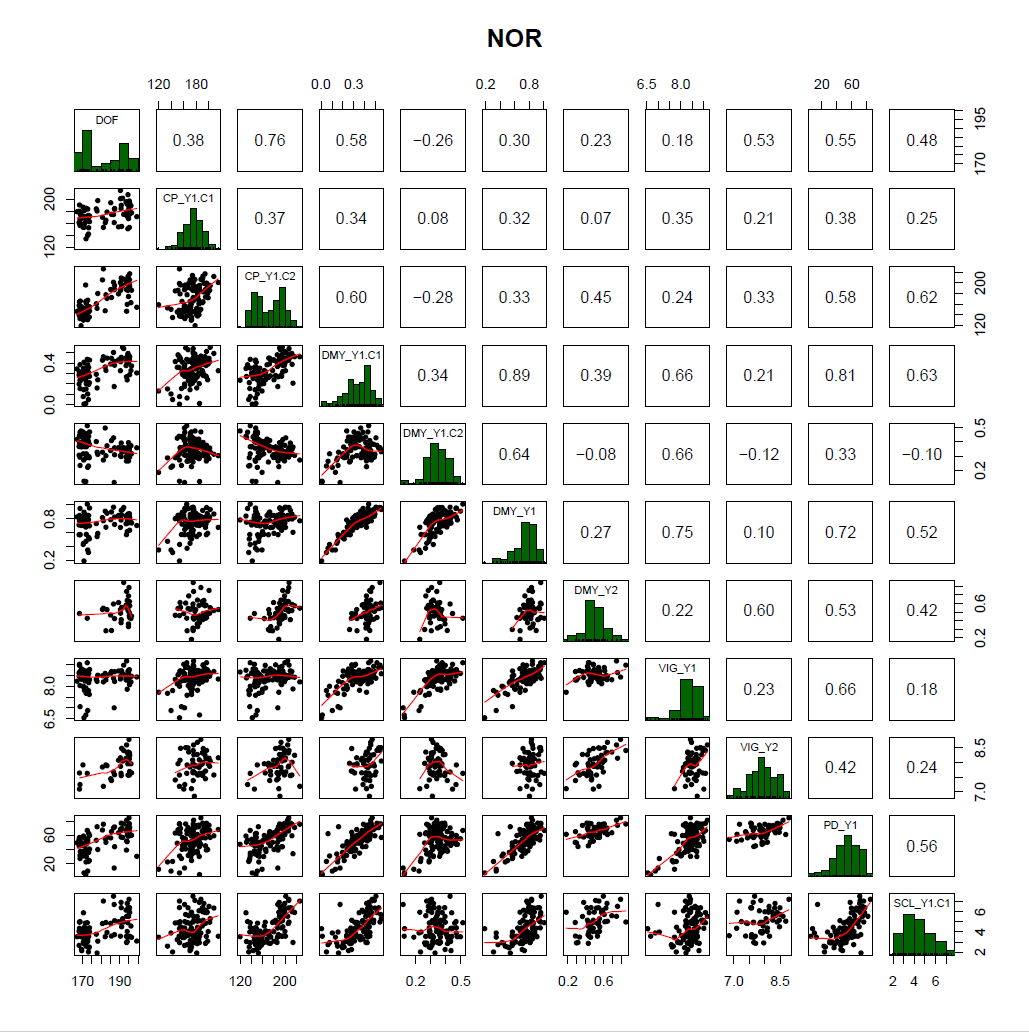 NOR
120 180 0.0 0.3 0.2 0.8 6.5 8.0 20 60
DOF 0.38 0.76 0.58 −0.26 0.30 0.23 0.18 0.53 0.55 0.48 170 195
120 200 CP_Y1.C1 0.37 0.34 0.08 0.32 0.07 0.35 0.21 0.38 0.25
CP_Y1.C2 0.60 −0.28 0.33 0.45 0.24 0.33 0.58 0.62 120 200
0.0 0.4 DMY_Y1.C1 0.34 0.89 0.39 0.66 0.21 0.81 0.63
DMY_Y1.C2 0.64 −0.08 0.66 −0.12 0.33 −0.10 0.2 0.5
0.2 0.8 DMY_Y1 0.27 0.75 0.10 0.72 0.52
DMY_Y2 0.22 0.60 0.53 0.42 0.2 0.6
6.5 8.0 VIG_Y1 0.23 0.66 0.18
VIG_Y2 0.42 0.24 7.0 8.5
20 60 PD_Y1 0.56
SCL_Y1.C1 2 4 6
170 190 120 200 0.2 0.5 0.2 0.6 7.0 8.5 2 4 6